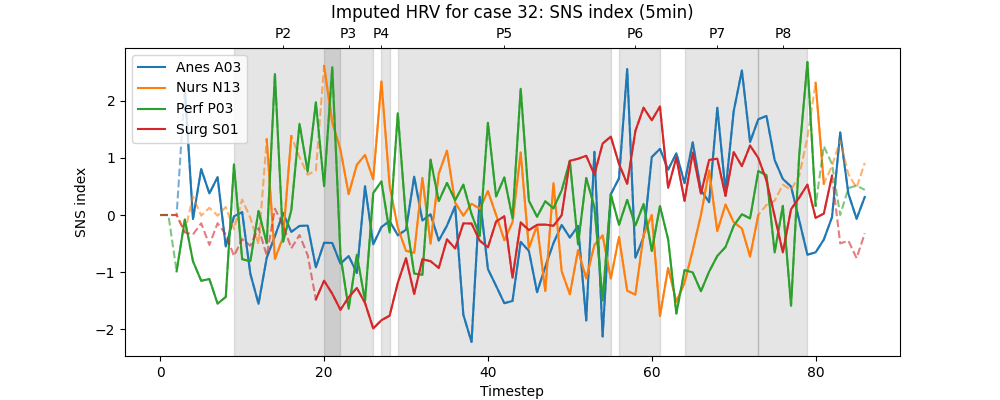 Imputed HRV for case 32: SNS index (5min)
P2 P3 P4 P5 P6 P7 P8
Anes A03
Nurs N13
Perf P03
Surg S01
2
1
0
−1
−2
SNS index
0 20 40 60 80
Timestep